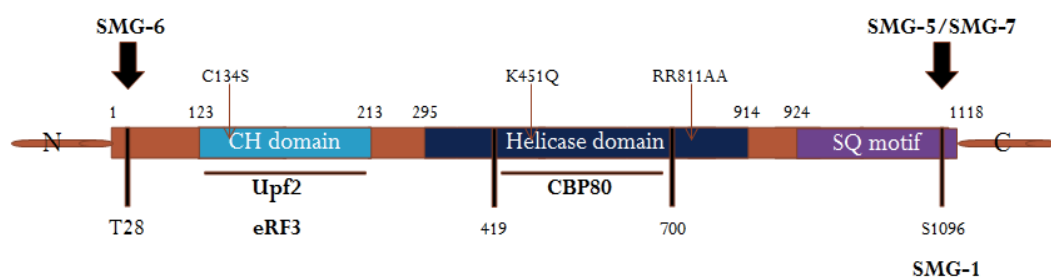 SMG-6 SMG-5/SMG-7
C134S K451Q RR811AA
1 123 213 295 914 924 1118
N CH domain Helicase domain SQ motif C
Upf2 CBP80
T28 eRF3 419 700 S1096
SMG-1